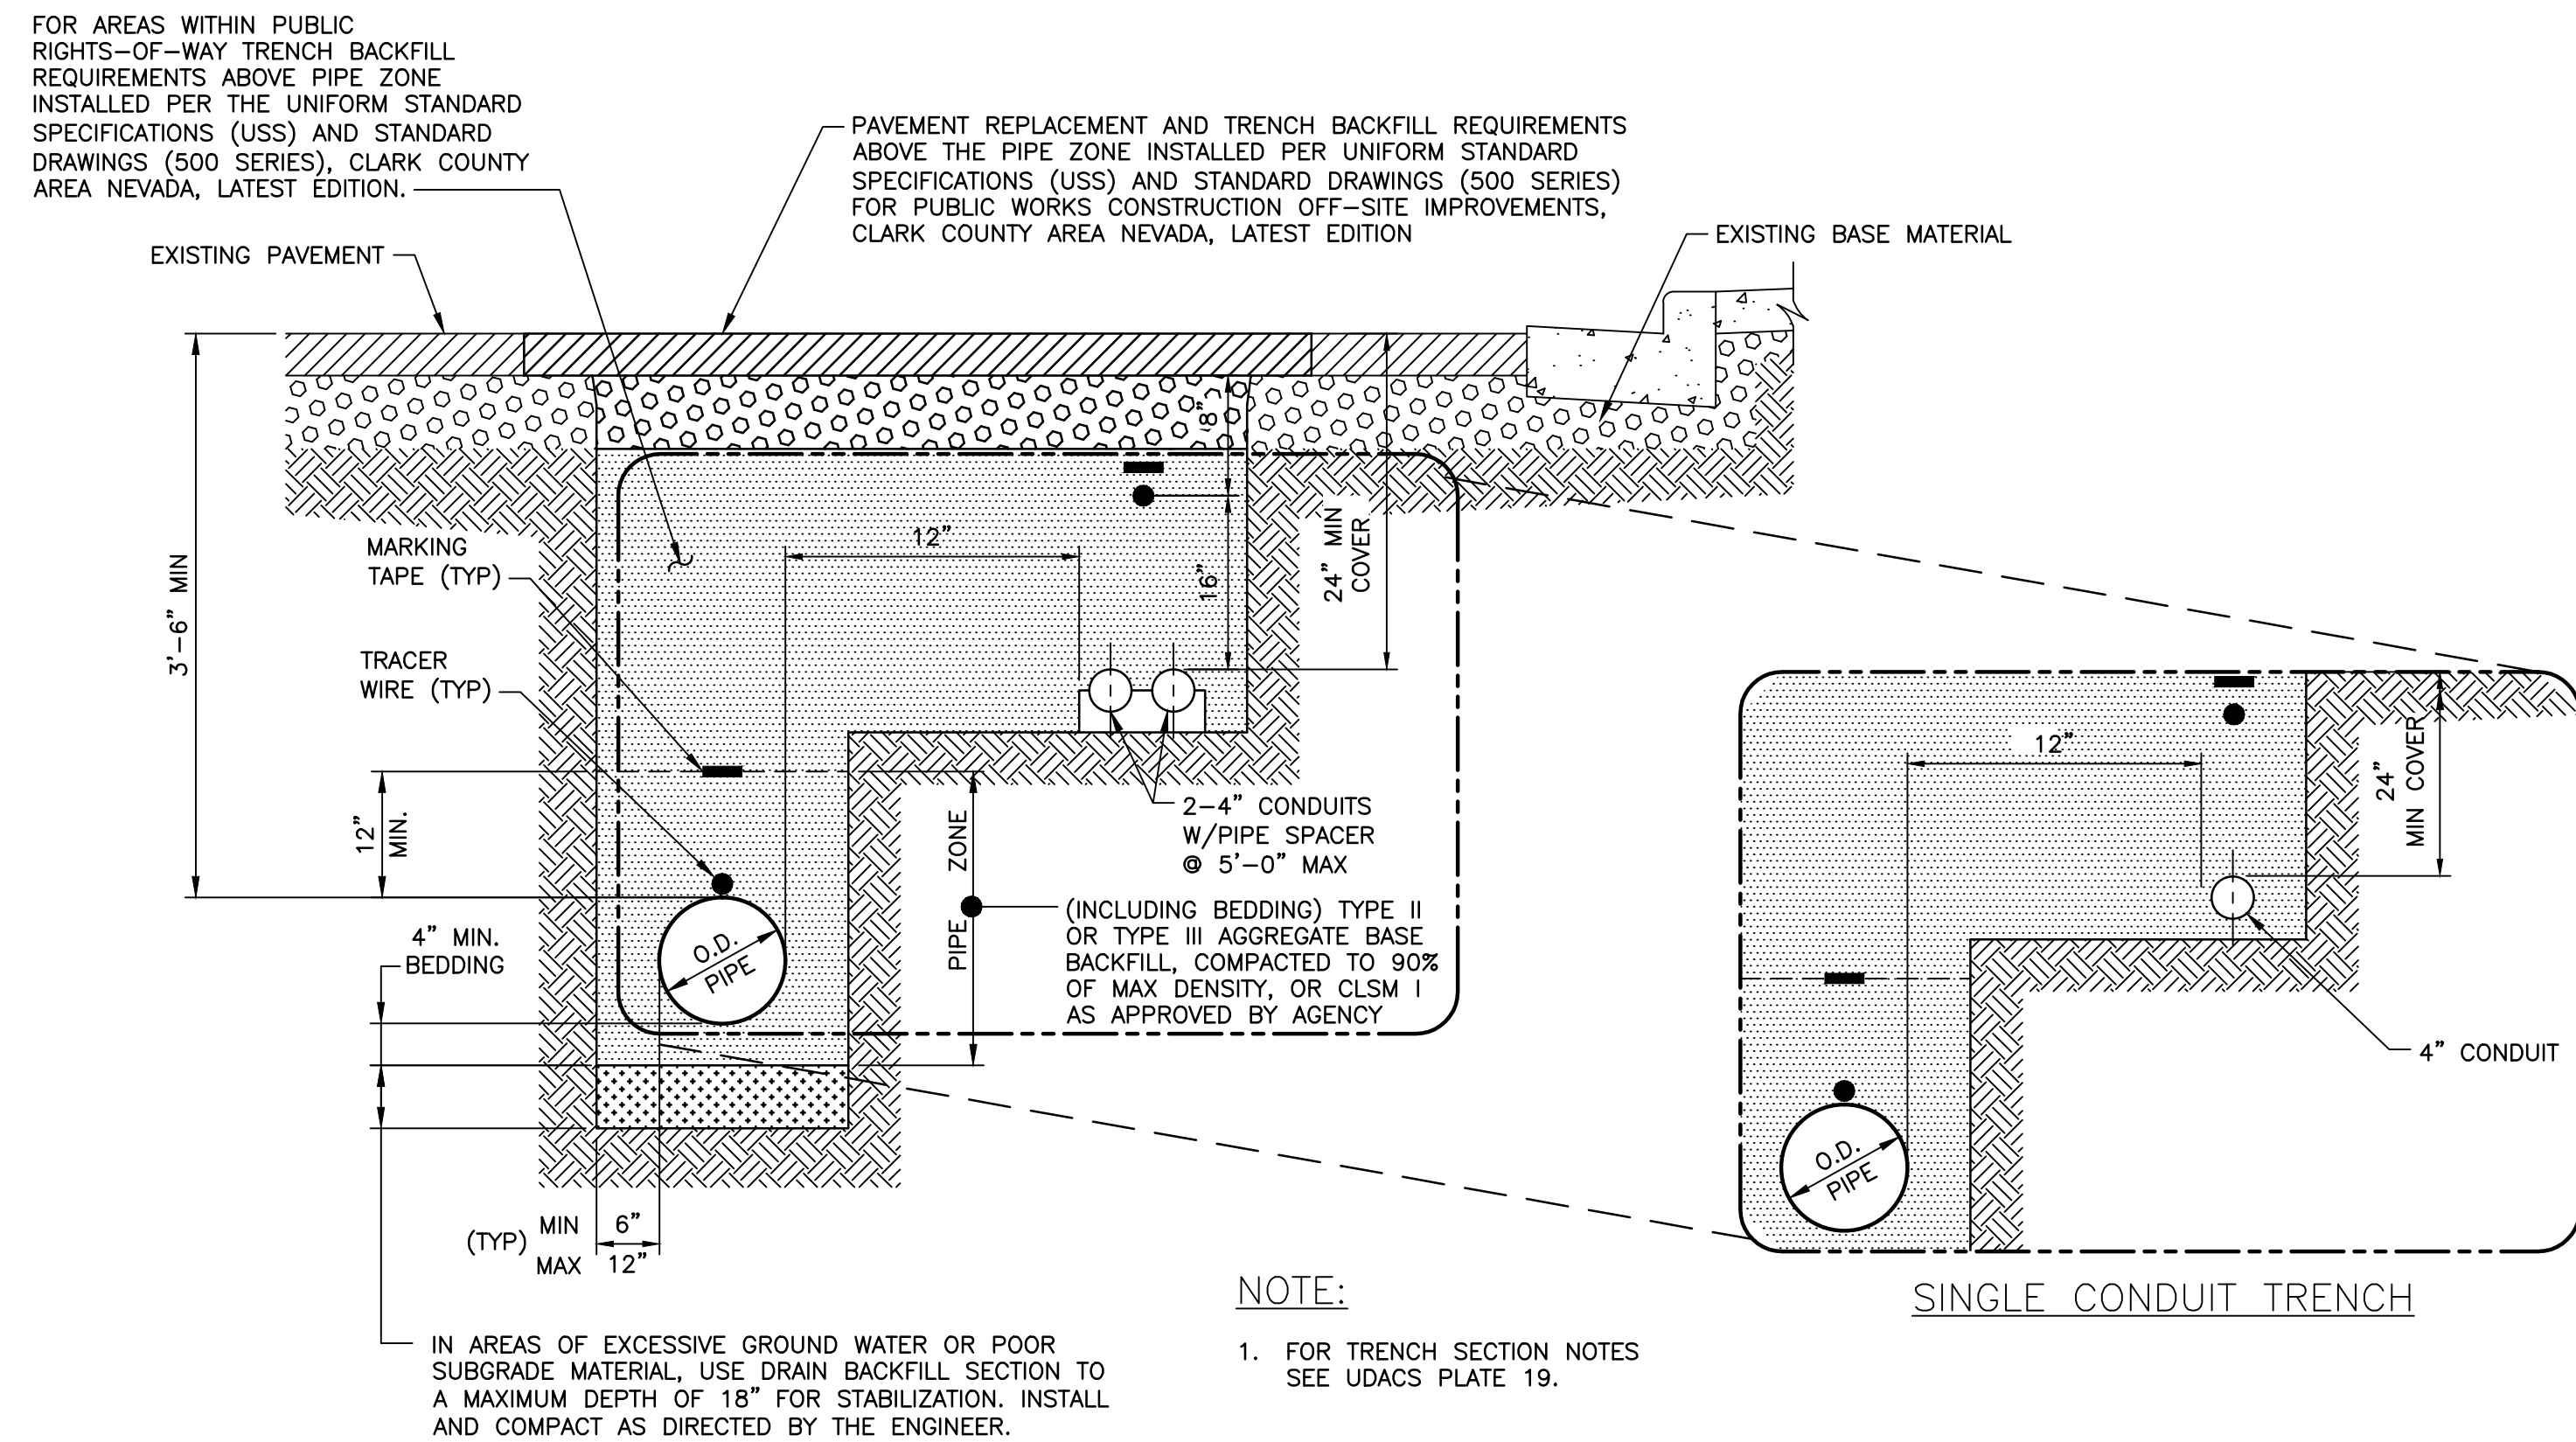 FOR AREAS WITHIN PUBLIC
RIGHTS-OF-WAY TRENCH BACKFILL
REQUIREMENTS ABOVE PIPE ZONE
INSTALLED PER THE UNIFORM STANDARD
SPECIFICATIONS (USS) AND STANDARD
DRAWINGS (500 SERIES), CLARK COUNTY
AREA NEVADA, LATEST EDITION.
PAVEMENT REPLACEMENT AND TRENCH BACKFILL REQUIREMENTS
ABOVE THE PIPE ZONE INSTALLED PER UNIFORM STANDARD
SPECIFICATIONS (USS) AND STANDARD DRAWINGS (500 SERIES)
FOR PUBLIC WORKS CONSTRUCTION OFF-SITE IMPROVEMENTS,
CLARK COUNTY AREA NEVADA, LATEST EDITION
EXISTING BASE MATERIAL
EXISTING PAVEMENT
8"
3'-6" MIN
MARKING
TAPE (TYP)
12"
16"
24" MIN
COVER
TRACER
WIRE (TYP)
12"
MIN.
PIPE ZONE
2-4" CONDUITS
W/PIPE SPACER
@ 5'-0" MAX
4" MIN.
BEDDING
O.D.
PIPE
(INCLUDING BEDDING) TYPE II
OR TYPE III AGGREGATE BASE
BACKFILL, COMPACTED TO 90%
OF MAX DENSITY, OR CLSM I
AS APPROVED BY AGENCY
12"
24"
MIN COVER
4" CONDUIT
O.D.
PIPE
(TYP)
MIN 6"
MAX 12"
SINGLE CONDUIT TRENCH
NOTE:
1. FOR TRENCH SECTION NOTES
SEE UDACS PLATE 19.
IN AREAS OF EXCESSIVE GROUND WATER OR POOR
SUBGRADE MATERIAL, USE DRAIN BACKFILL SECTION TO
A MAXIMUM DEPTH OF 18" FOR STABILIZATION. INSTALL
AND COMPACT AS DIRECTED BY THE ENGINEER.